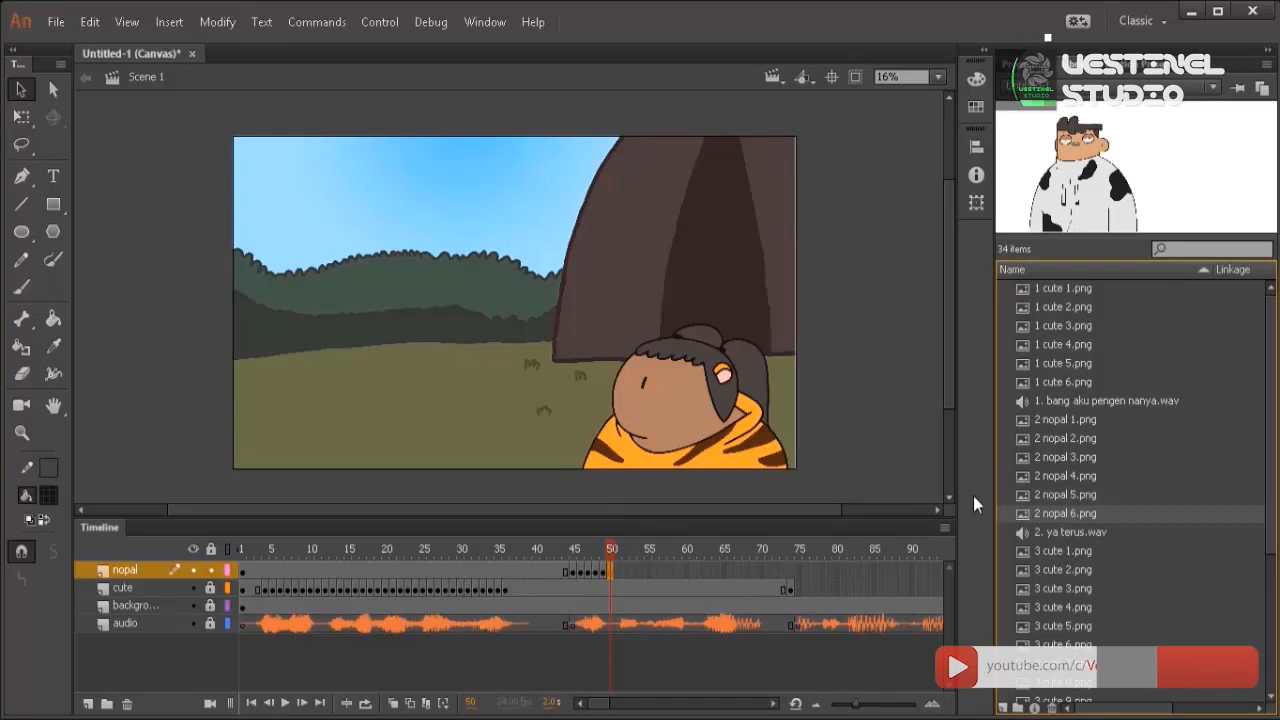 An File Edit View Insert Modify Text Commands Control Debug Window Help Classic
Untitled-1 (Canvas)* ×
VESTINEL
STUDIO
T...
Scene 1 16%
34 items
Name Linkage
1 cute 1.png
1 cute 2.png
1 cute 3.png
1 cute 4.png
1 cute 5.png
1 cute 6.png
1. bang aku pengen nanya.wav
2 nopal 1.png
2 nopal 2.png
2 nopal 3.png
2 nopal 4.png
2 nopal 5.png
2 nopal 6.png
2. ya terus.wav
3 cute 1.png
3 cute 2.png
3 cute 3.png
3 cute 4.png
3 cute 5.png
3 cute 6.png
youtube.com/c/Ve
Timeline
1 5 10 15 20 25 30 35 40 45 50 55 60 65 70 75 80 85 90
nopal
cute
backgro...
audio
50 24.00 fps 2.0s